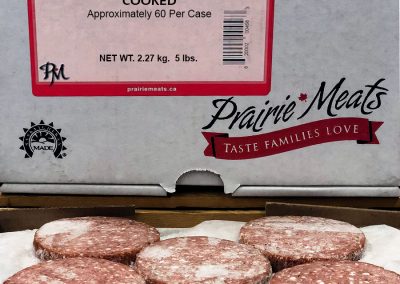 COOKED
Approximately 60 Per Case
NET WT. 2.27 kg. 5 lbs.
PM
prairiemeats.ca
Prairie Meats
TASTE FAMILIES LOVE
MADE